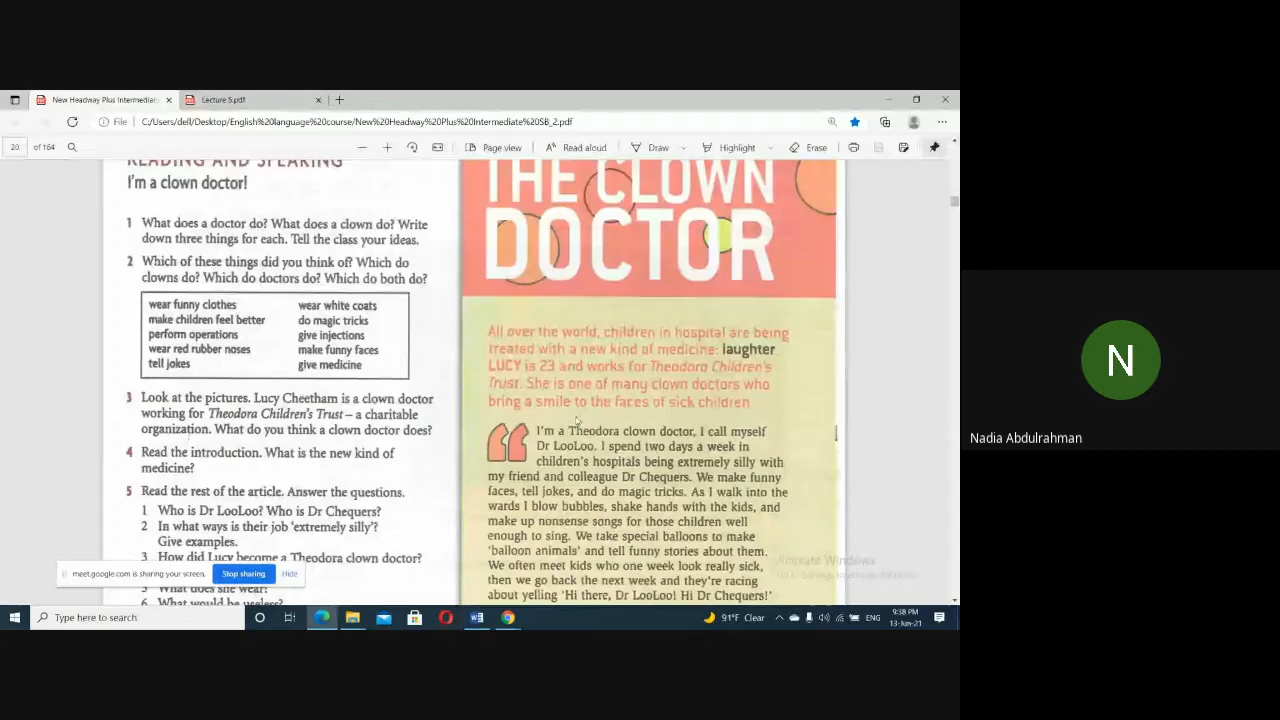 New Headway Plus Intermediate
Lecture 5.pdf
File
C:/Users/dell/Desktop/English%20language%20course/New%20Headway%20Plus%20Intermediate%20SB_2.pdf
20 of 164
Page view
Read aloud
Draw
Highlight
Erase
READING AND SPEAKING
I'm a clown doctor!
1 What does a doctor do? What does a clown do? Write
down three things for each. Tell the class your ideas.
2 Which of these things did you think of? Which do
clowns do? Which do doctors do? Which do both do?
wear funny clothes
make children feel better
perform operations
wear red rubber noses
tell jokes
wear white coats
do magic tricks
give injections
make funny faces
give medicine
3 Look at the pictures. Lucy Cheetham is a clown doctor
working for Theodora Children's Trust – a charitable
organization. What do you think a clown doctor does?
4 Read the introduction. What is the new kind of
medicine?
5 Read the rest of the article. Answer the questions.
1 Who is Dr LooLoo? Who is Dr Chequers?
2 In what ways is their job 'extremely silly'?
Give examples.
3 How did Lucy become a Theodora clown doctor?
5 What does she wear?
6 What would be useless?
THE CLOWN
DOCTOR
All over the world, children in hospital are being
treated with a new kind of medicine: laughter
LUCY is 23 and works for Theodora Children's
Trust. She is one of many clown doctors who
bring a smile to the faces of sick children
“ I'm a Theodora clown doctor, I call myself
Dr LooLoo. I spend two days a week in
children's hospitals being extremely silly with
my friend and colleague Dr Chequers. We make funny
faces, tell jokes, and do magic tricks. As I walk into the
wards I blow bubbles, shake hands with the kids, and
make up nonsense songs for those children well
enough to sing. We take special balloons to make
'balloon animals' and tell funny stories about them.
We often meet kids who one week look really sick,
then we go back the next week and they're racing
about yelling 'Hi there, Dr LooLoo! Hi Dr Chequers!'
Activate Windows
meet.google.com is sharing your screen.
Stop sharing
Hide
Type here to search
91°F Clear
ENG
9:38 PM
13-Jun-21
N
Nadia Abdulrahman